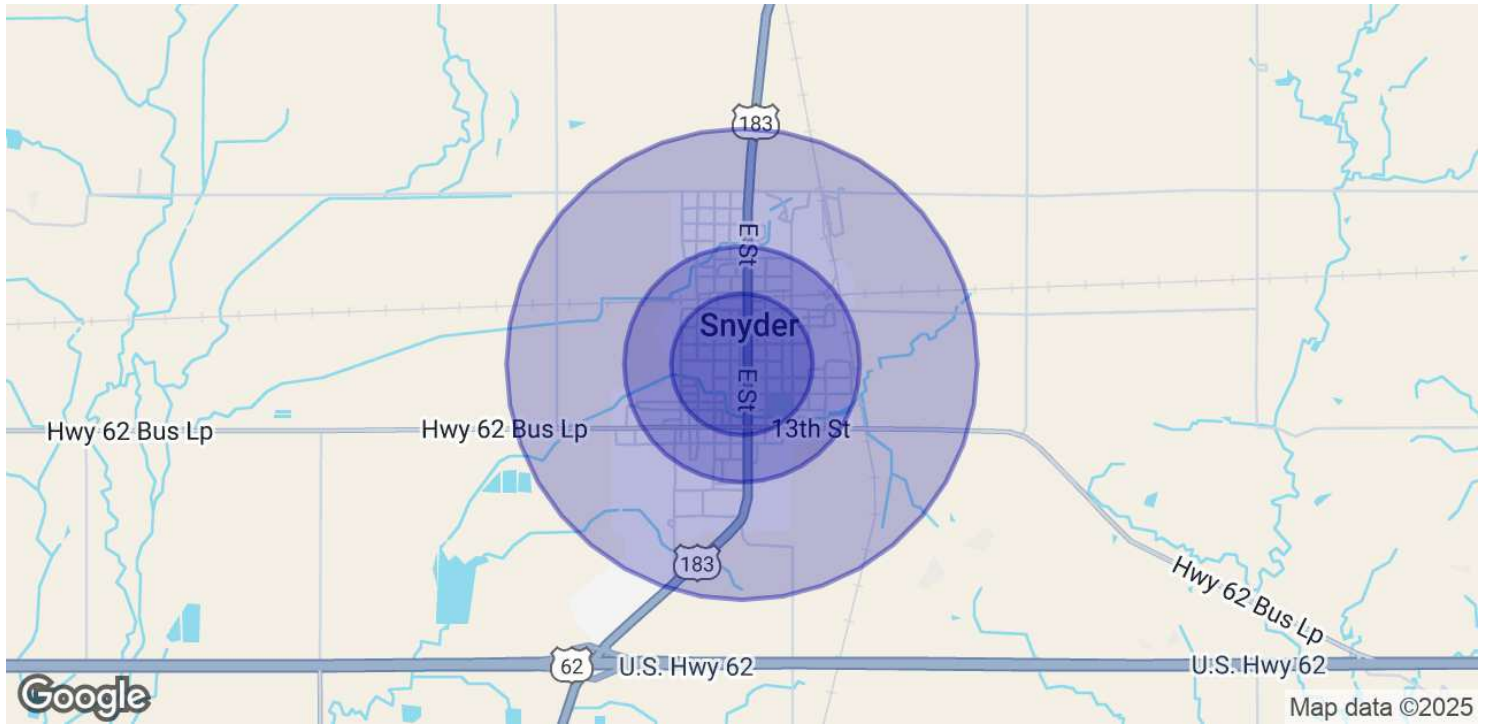 183
E St
Snyder
E St
Hwy 62 Bus Lp
Hwy 62 Bus Lp
13th St
183
Hwy 62 Bus Lp
62
U.S. Hwy 62
U.S. Hwy 62
Google
Map data ©2025